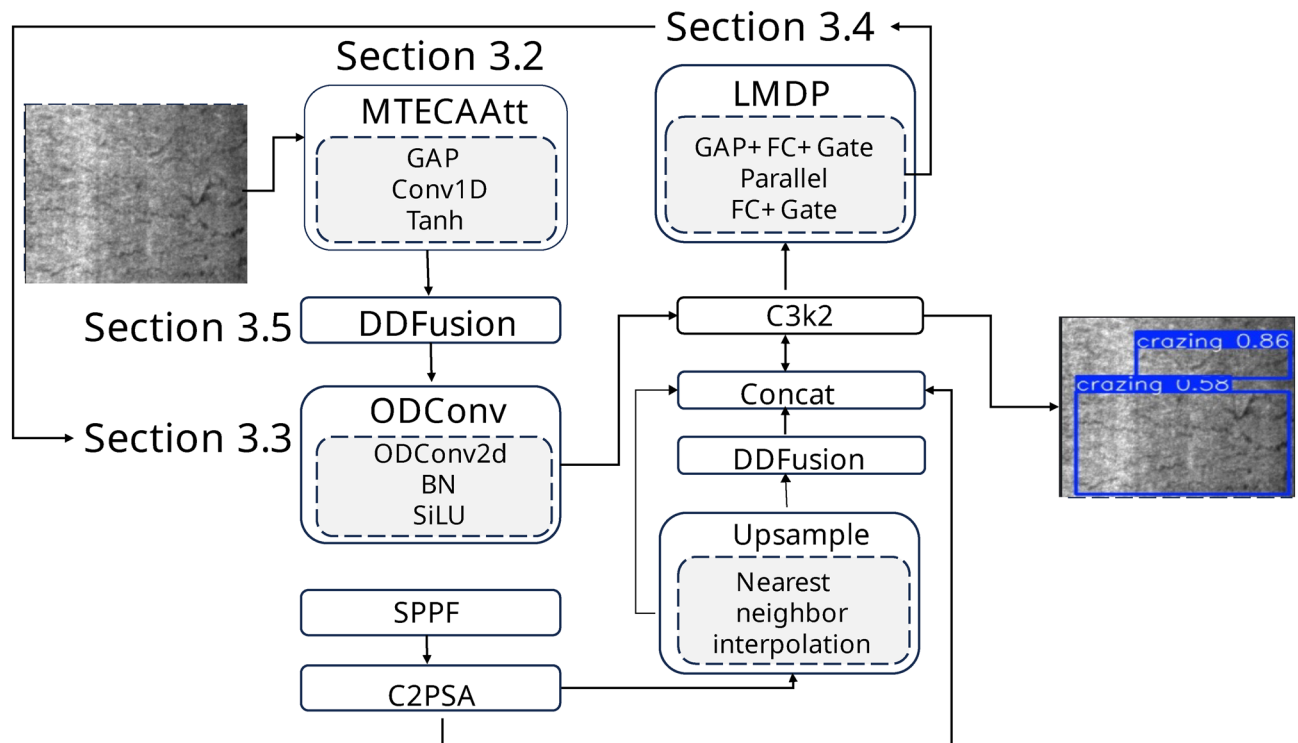 Section 3.4
Section 3.2
MTECAAtt
GAP
Conv1D
Tanh
LMDP
GAP+ FC+ Gate
Parallel
FC+ Gate
Section 3.5
DDFusion
C3k2
crazing 0.86
crazing 0.58
Concat
Section 3.3
ODConv
ODConv2d
BN
SiLU
DDFusion
Upsample
Nearest
neighbor
interpolation
SPPF
C2PSA